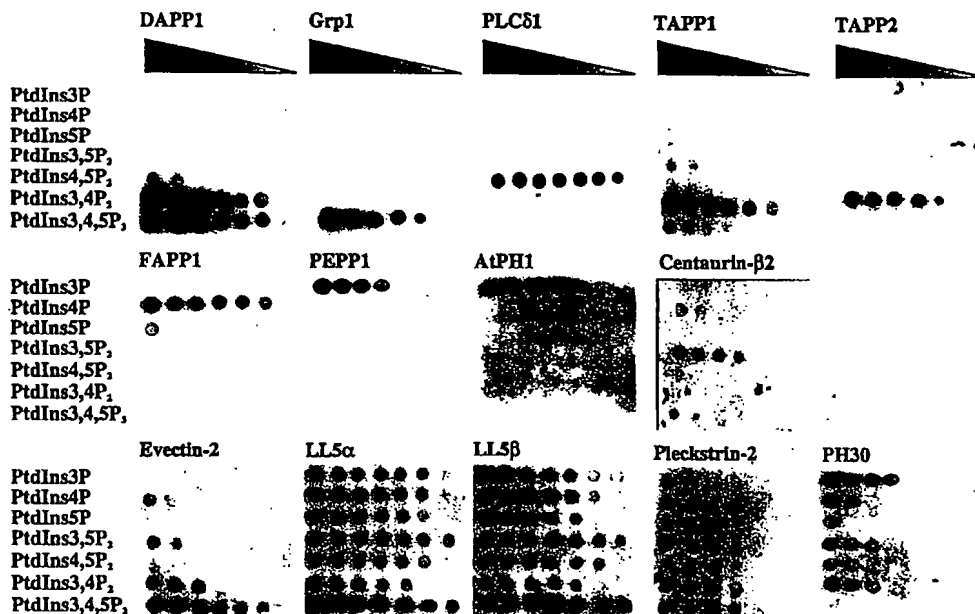 DAPP1 Grp1 PLCδ1 TAPP1 TAPP2
PtdIns3P
PtdIns4P
PtdIns5P
PtdIns3,5P₂
PtdIns4,5P₂
PtdIns3,4P₂
PtdIns3,4,5P₃
FAPP1 PEPP1 AtPH1 Centaurin-β2
PtdIns3P
PtdIns4P
PtdIns5P
PtdIns3,5P₂
PtdIns4,5P₂
PtdIns3,4P₂
PtdIns3,4,5P₃
Evectin-2 LL5α LL5β Pleckstrin-2 PH30
PtdIns3P
PtdIns4P
PtdIns5P
PtdIns3,5P₂
PtdIns4,5P₂
PtdIns3,4P₂
PtdIns3,4,5P₃